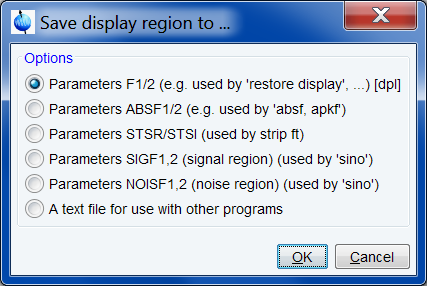 Save display region to ...
Options
Parameters F1/2 (e.g. used by 'restore display', ...) [dpl]
Parameters ABSF1/2 (e.g. used by 'absf, apkf')
Parameters STSR/STSI (used by strip ft)
Parameters SIGF1,2 (signal region) (used by 'sino')
Parameters NOISF1,2 (noise region) (used by 'sino')
A text file for use with other programs
OK Cancel